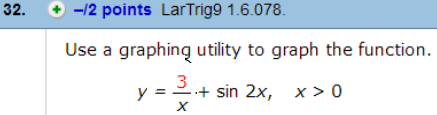 32. + –/2 points LarTrig9 1.6.078.
Use a graphing utility to graph the function.
y = 3/x + sin 2x, x > 0